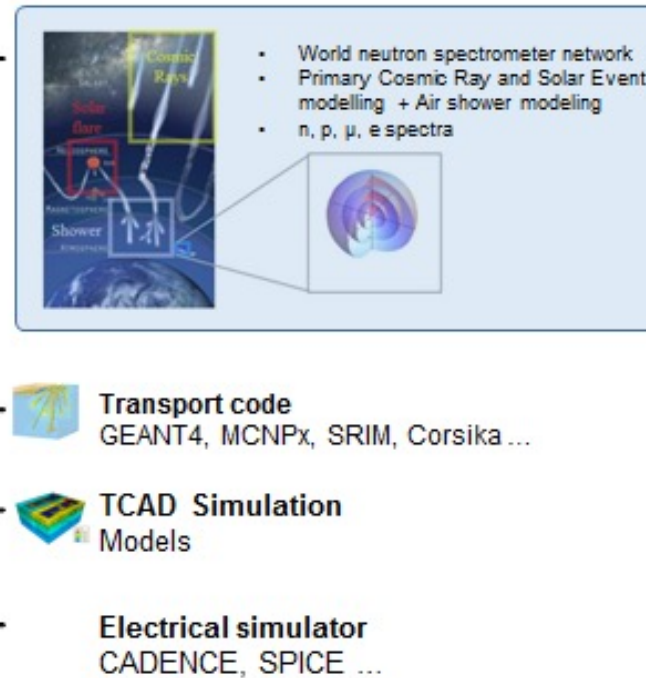 Cosmic
Rays
Solar
flare
Shower
• World neutron spectrometer network
• Primary Cosmic Ray and Solar Event
modelling + Air shower modeling
• n, p, μ, e spectra
Transport code
GEANT4, MCNPx, SRIM, Corsika ...
TCAD Simulation
Models
Electrical simulator
CADENCE, SPICE ...